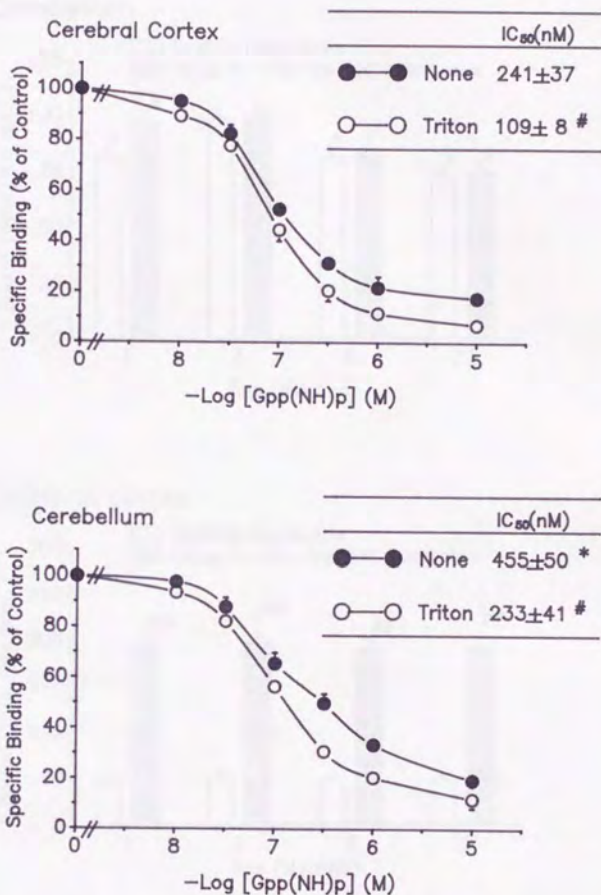 Cerebral Cortex
IC50(nM)
None 241±37
Triton 109± 8 #
Specific Binding (% of Control)
100
80
60
40
20
0
0 8 7 6 5
−Log [Gpp(NH)p] (M)
Cerebellum
IC50(nM)
None 455±50 *
Triton 233±41 #
Specific Binding (% of Control)
100
80
60
40
20
0
0 8 7 6 5
−Log [Gpp(NH)p] (M)